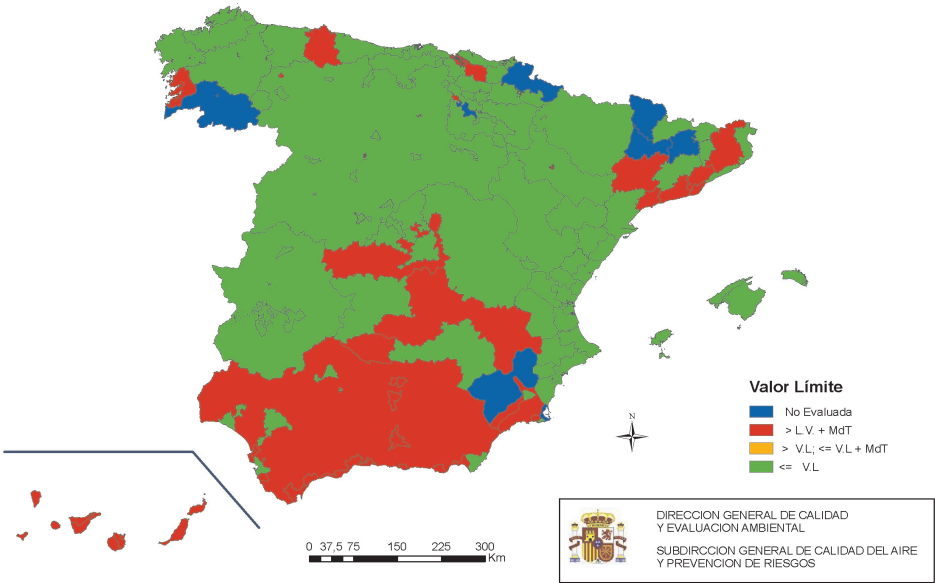 Valor Límite
No Evaluada
> L.V. + MdT
> V.L; <= V.L + MdT
<= V.L
N
0 37,5 75 150 225 300
Km
DIRECCION GENERAL DE CALIDAD
Y EVALUACION AMBIENTAL
SUBDIRCCION GENERAL DE CALIDAD DEL AIRE
Y PREVENCION DE RIESGOS